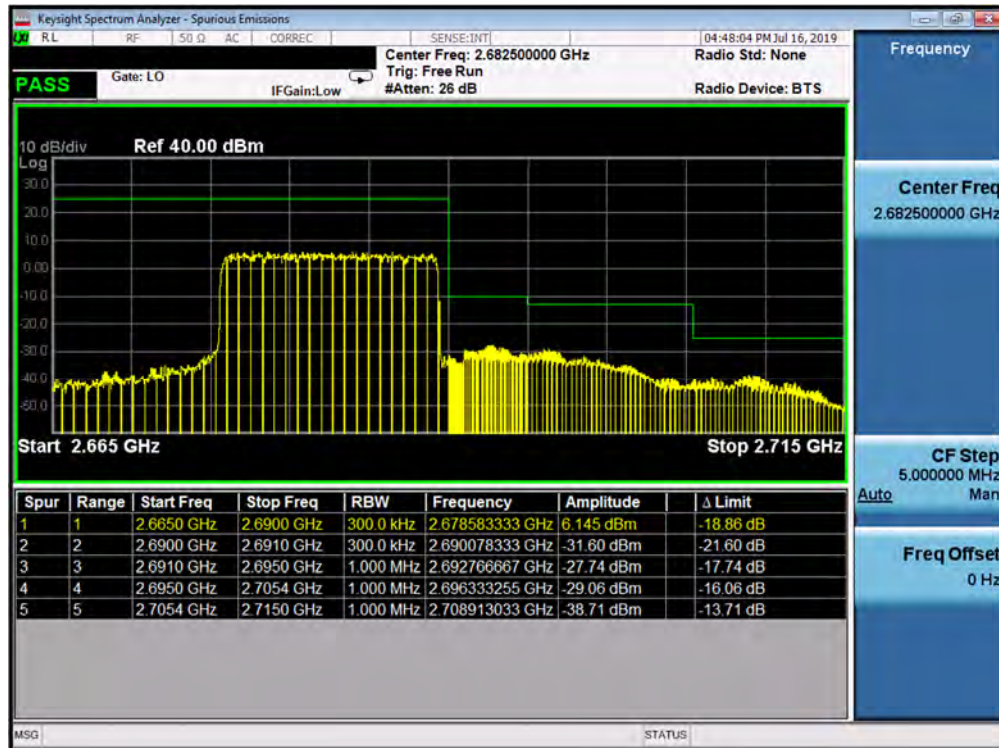 Keysight Spectrum Analyzer - Spurious Emissions
LXI RL RF 50 Ω AC CORREC SENSE:INT 04:48:04 PM Jul 16, 2019
Center Freq: 2.682500000 GHz Radio Std: None
PASS Gate: LO Trig: Free Run
IFGain:Low #Atten: 26 dB Radio Device: BTS
10 dB/div Ref 40.00 dBm
Log
30.0
20.0
10.0
0.00
-10.0
-20.0
-30.0
-40.0
-50.0
Start 2.665 GHz Stop 2.715 GHz
Spur Range Start Freq Stop Freq RBW Frequency Amplitude Δ Limit
1 1 2.6650 GHz 2.6900 GHz 300.0 kHz 2.678583333 GHz 6.145 dBm -18.86 dB
2 2 2.6900 GHz 2.6910 GHz 300.0 kHz 2.690078333 GHz -31.60 dBm -21.60 dB
3 3 2.6910 GHz 2.6950 GHz 1.000 MHz 2.692766667 GHz -27.74 dBm -17.74 dB
4 4 2.6950 GHz 2.7054 GHz 1.000 MHz 2.696333255 GHz -29.06 dBm -16.06 dB
5 5 2.7054 GHz 2.7150 GHz 1.000 MHz 2.708913033 GHz -38.71 dBm -13.71 dB
MSG STATUS
Frequency
Center Freq
2.682500000 GHz
CF Step
5.000000 MHz
Auto Man
Freq Offset
0 Hz